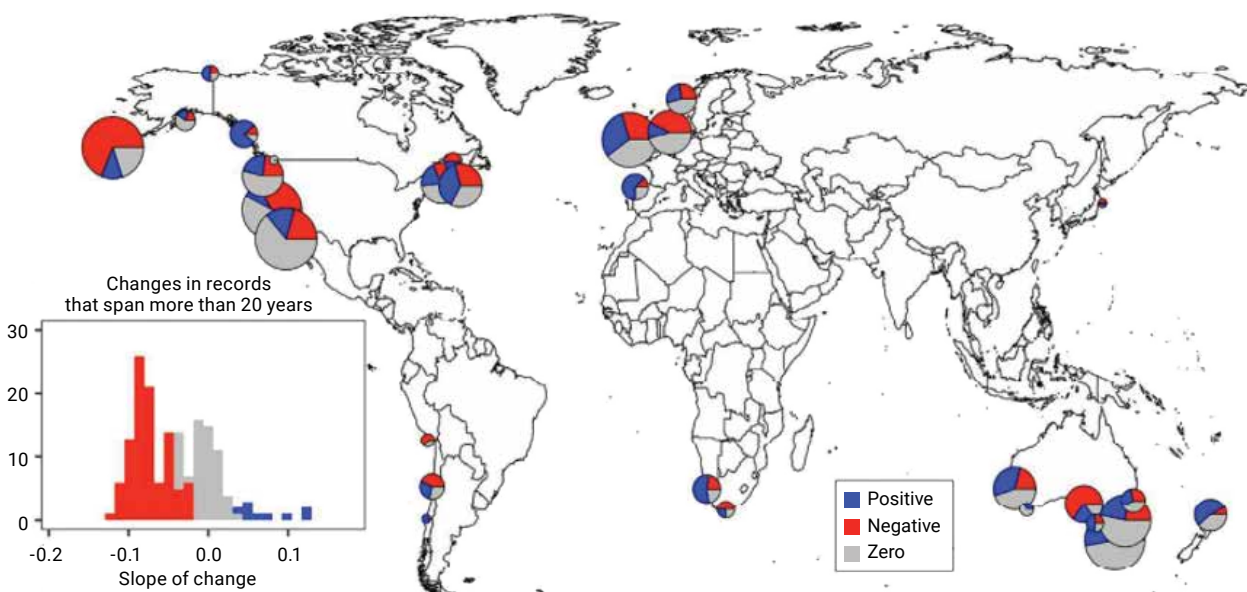 Changes in records
that span more than 20 years
30
20
10
0
-0.2 -0.1 0.0 0.1
Slope of change
Positive
Negative
Zero